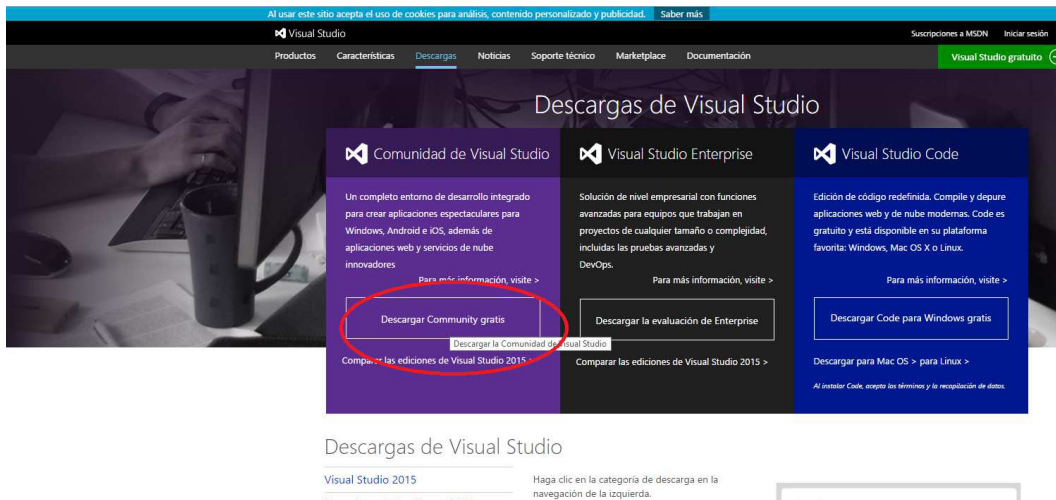 Al usar este sitio acepta el uso de cookies para análisis, contenido personalizado y publicidad. Saber más
Visual Studio
Suscripciones a MSDN Iniciar sesión
Productos Características Descargas Noticias Soporte técnico Marketplace Documentación
Visual Studio gratuito
Descargas de Visual Studio
Comunidad de Visual Studio
Un completo entorno de desarrollo integrado
para crear aplicaciones espectaculares para
Windows, Android e iOS, además de
aplicaciones web y servicios de nube
innovadores
Para más información, visite >
Descargar Community gratis
Descargar la Comunidad de Visual Studio
Comparar las ediciones de Visual Studio 2015 >
Visual Studio Enterprise
Solución de nivel empresarial con funciones
avanzadas para equipos que trabajan en
proyectos de cualquier tamaño o complejidad,
incluidas las pruebas avanzadas y
DevOps.
Para más información, visite >
Descargar la evaluación de Enterprise
Comparar las ediciones de Visual Studio 2015 >
Visual Studio Code
Edición de código redefinida. Compile y depure
aplicaciones web y de nube modernas. Code es
gratuito y está disponible en su plataforma
favorita: Windows, Mac OS X o Linux.
Para más información, visite >
Descargar Code para Windows gratis
Descargar para Mac OS > para Linux >
Al instalar Code, acepta los términos y la recopilación de datos.
Descargas de Visual Studio
Visual Studio 2015
Haga clic en la categoría de descarga en la
navegación de la izquierda.